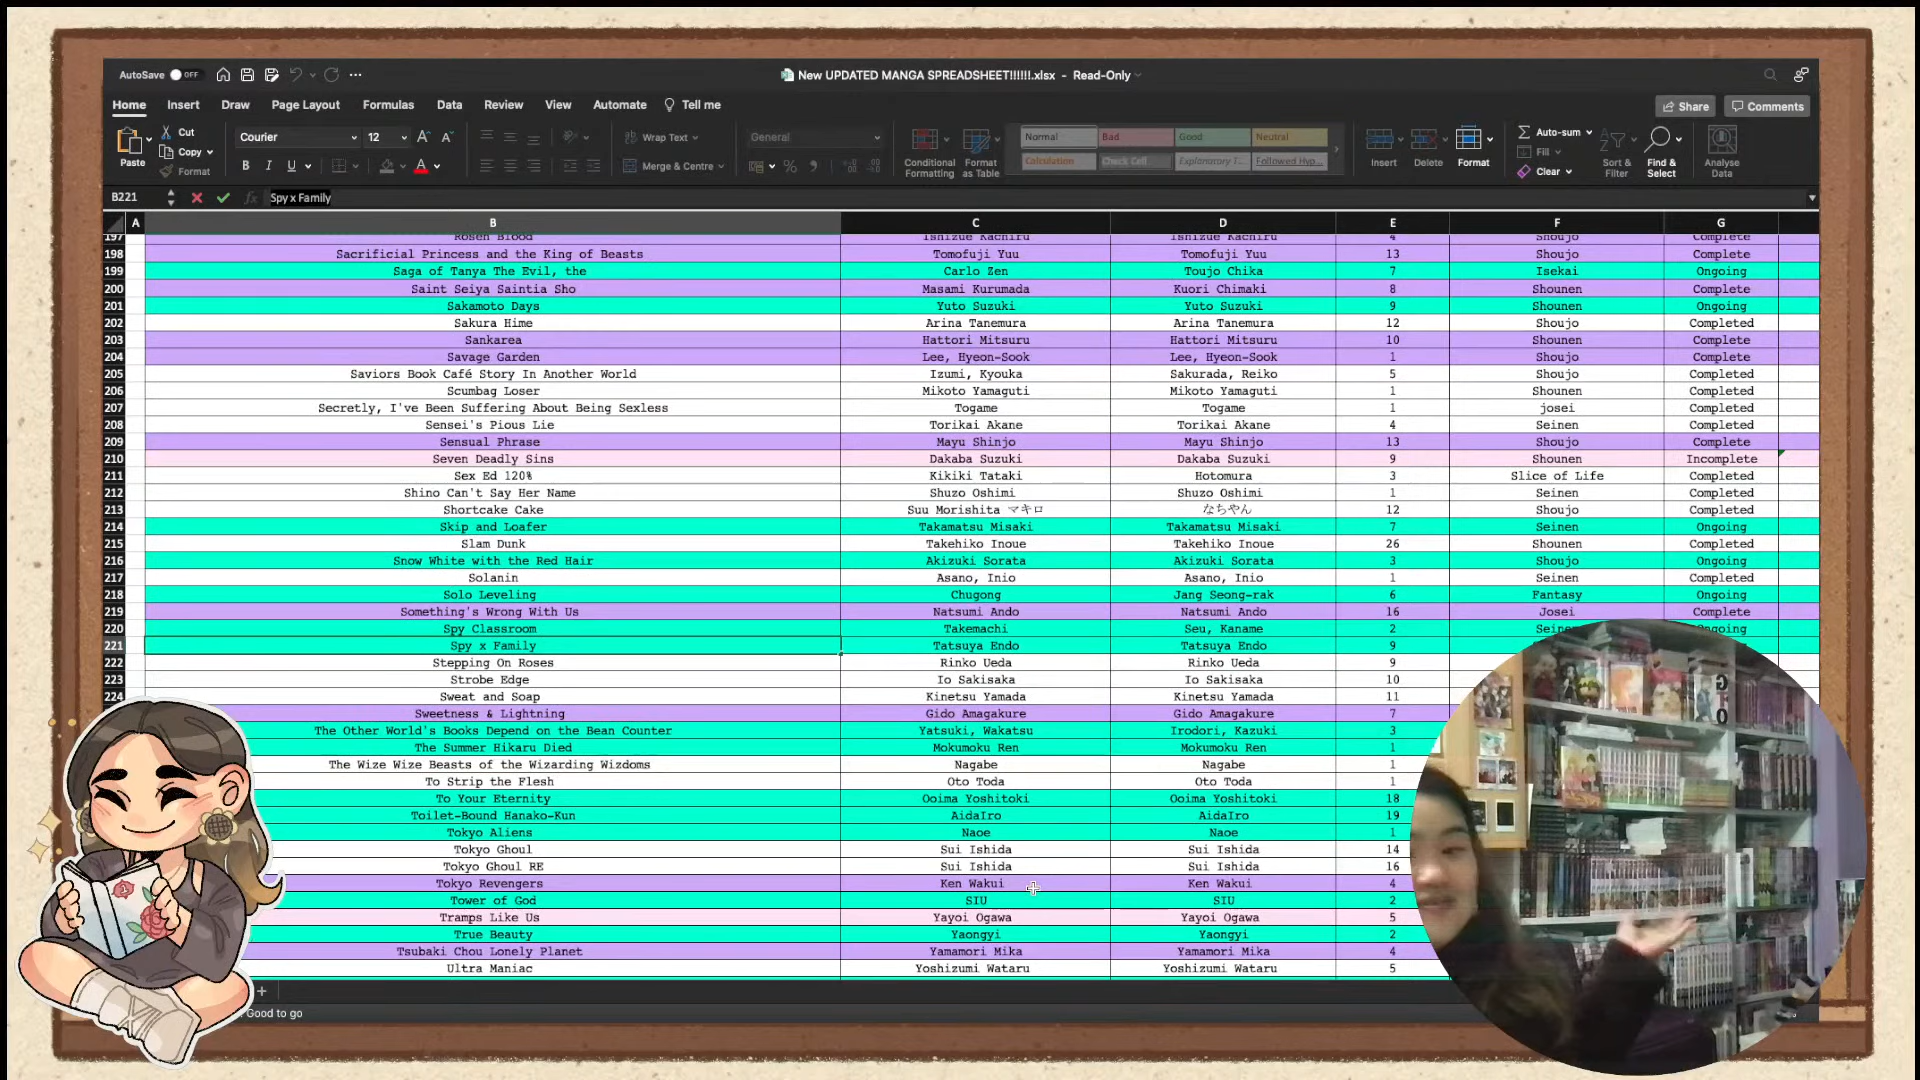 AutoSave OFF New UPDATED MANGA SPREADSHEET!!!!!!.xlsx - Read-Only
Home Insert Draw Page Layout Formulas Data Review View Automate Tell me Share Comments
Paste Cut Copy Format Courier 12 B I U Wrap Text Merge & Centre General Conditional Formatting Format as Table Normal Bad Good Neutral Calculation Check Cell Explanatory T... Followed Hyp... Insert Delete Format Auto-sum Fill Clear Sort & Filter Find & Select Analyse Data
B221 fx Spy x Family
A B C D E F G
197 Rosen Blood Ishizue Kachiru Ishizue Kachiru 4 Shoujo Complete
198 Sacrificial Princess and the King of Beasts Tomofuji Yuu Tomofuji Yuu 13 Shoujo Complete
199 Saga of Tanya The Evil, the Carlo Zen Toujo Chika 7 Isekai Ongoing
200 Saint Seiya Saintia Sho Masami Kurumada Kuori Chimaki 8 Shounen Complete
201 Sakamoto Days Yuto Suzuki Yuto Suzuki 9 Shounen Ongoing
202 Sakura Hime Arina Tanemura Arina Tanemura 12 Shoujo Completed
203 Sankarea Hattori Mitsuru Hattori Mitsuru 10 Shounen Complete
204 Savage Garden Lee, Hyeon-Sook Lee, Hyeon-Sook 1 Shoujo Complete
205 Saviors Book Café Story In Another World Izumi, Kyouka Sakurada, Reiko 5 Shoujo Completed
206 Scumbag Loser Mikoto Yamaguti Mikoto Yamaguti 1 Shounen Completed
207 Secretly, I've Been Suffering About Being Sexless Togame Togame 1 josei Completed
208 Sensei's Pious Lie Torikai Akane Torikai Akane 4 Seinen Completed
209 Sensual Phrase Mayu Shinjo Mayu Shinjo 13 Shoujo Complete
210 Seven Deadly Sins Dakaba Suzuki Dakaba Suzuki 9 Shounen Incomplete
211 Sex Ed 120% Kikiki Tataki Hotomura 3 Slice of Life Completed
212 Shino Can't Say Her Name Shuzo Oshimi Shuzo Oshimi 1 Seinen Completed
213 Shortcake Cake Suu Morishita マキロ なちやん 12 Shoujo Completed
214 Skip and Loafer Takamatsu Misaki Takamatsu Misaki 7 Seinen Ongoing
215 Slam Dunk Takehiko Inoue Takehiko Inoue 26 Shounen Completed
216 Snow White with the Red Hair Akizuki Sorata Akizuki Sorata 3 Shoujo Ongoing
217 Solanin Asano, Inio Asano, Inio 1 Seinen Completed
218 Solo Leveling Chugong Jang Seong-rak 6 Fantasy Ongoing
219 Something's Wrong With Us Natsumi Ando Natsumi Ando 16 Josei Complete
220 Spy Classroom Takemachi Seu, Kaname 2 Seinen Ongoing
221 Spy x Family Tatsuya Endo Tatsuya Endo 9
222 Stepping On Roses Rinko Ueda Rinko Ueda 9
223 Strobe Edge Io Sakisaka Io Sakisaka 10
224 Sweat and Soap Kinetsu Yamada Kinetsu Yamada 11
Sweetness & Lightning Gido Amagakure Gido Amagakure 7
The Other World's Books Depend on the Bean Counter Yatsuki, Wakatsu Irodori, Kazuki 3
The Summer Hikaru Died Mokumoku Ren Mokumoku Ren 1
The Wize Wize Beasts of the Wizarding Wizdoms Nagabe Nagabe 1
To Strip the Flesh Oto Toda Oto Toda 1
To Your Eternity Ooima Yoshitoki Ooima Yoshitoki 18
Toilet-Bound Hanako-Kun AidaIro AidaIro 19
Tokyo Aliens Naoe Naoe 1
Tokyo Ghoul Sui Ishida Sui Ishida 14
Tokyo Ghoul RE Sui Ishida Sui Ishida 16
Tokyo Revengers Ken Wakui Ken Wakui 4
Tower of God SIU SIU 2
Tramps Like Us Yayoi Ogawa Yayoi Ogawa 5
True Beauty Yaongyi Yaongyi 2
Tsubaki Chou Lonely Planet Yamamori Mika Yamamori Mika 4
Ultra Maniac Yoshizumi Wataru Yoshizumi Wataru 5
Good to go